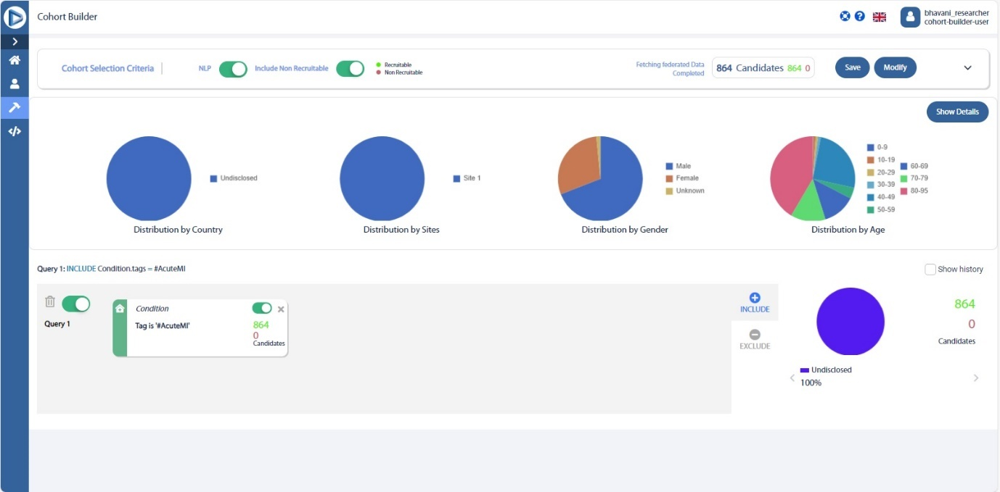 Cohort Builder
bhavani_researcher
cohort-builder-user
Cohort Selection Criteria
NLP
Include Non Recruitable
Recruitable
Non Recruitable
Fetching federated Data
Completed
864 Candidates 864 0
Save
Modify
Show Details
Undisclosed
Distribution by Country
Site 1
Distribution by Sites
Male
Female
Unknown
Distribution by Gender
0-9
10-19
20-29
30-39
40-49
50-59
60-69
70-79
80-95
Distribution by Age
Query 1: INCLUDE Condition.tags = #AcuteMI
Show history
Query 1
Condition
Tag is '#AcuteMI'
864
0
Candidates
INCLUDE
EXCLUDE
864
0
Candidates
Undisclosed
100%